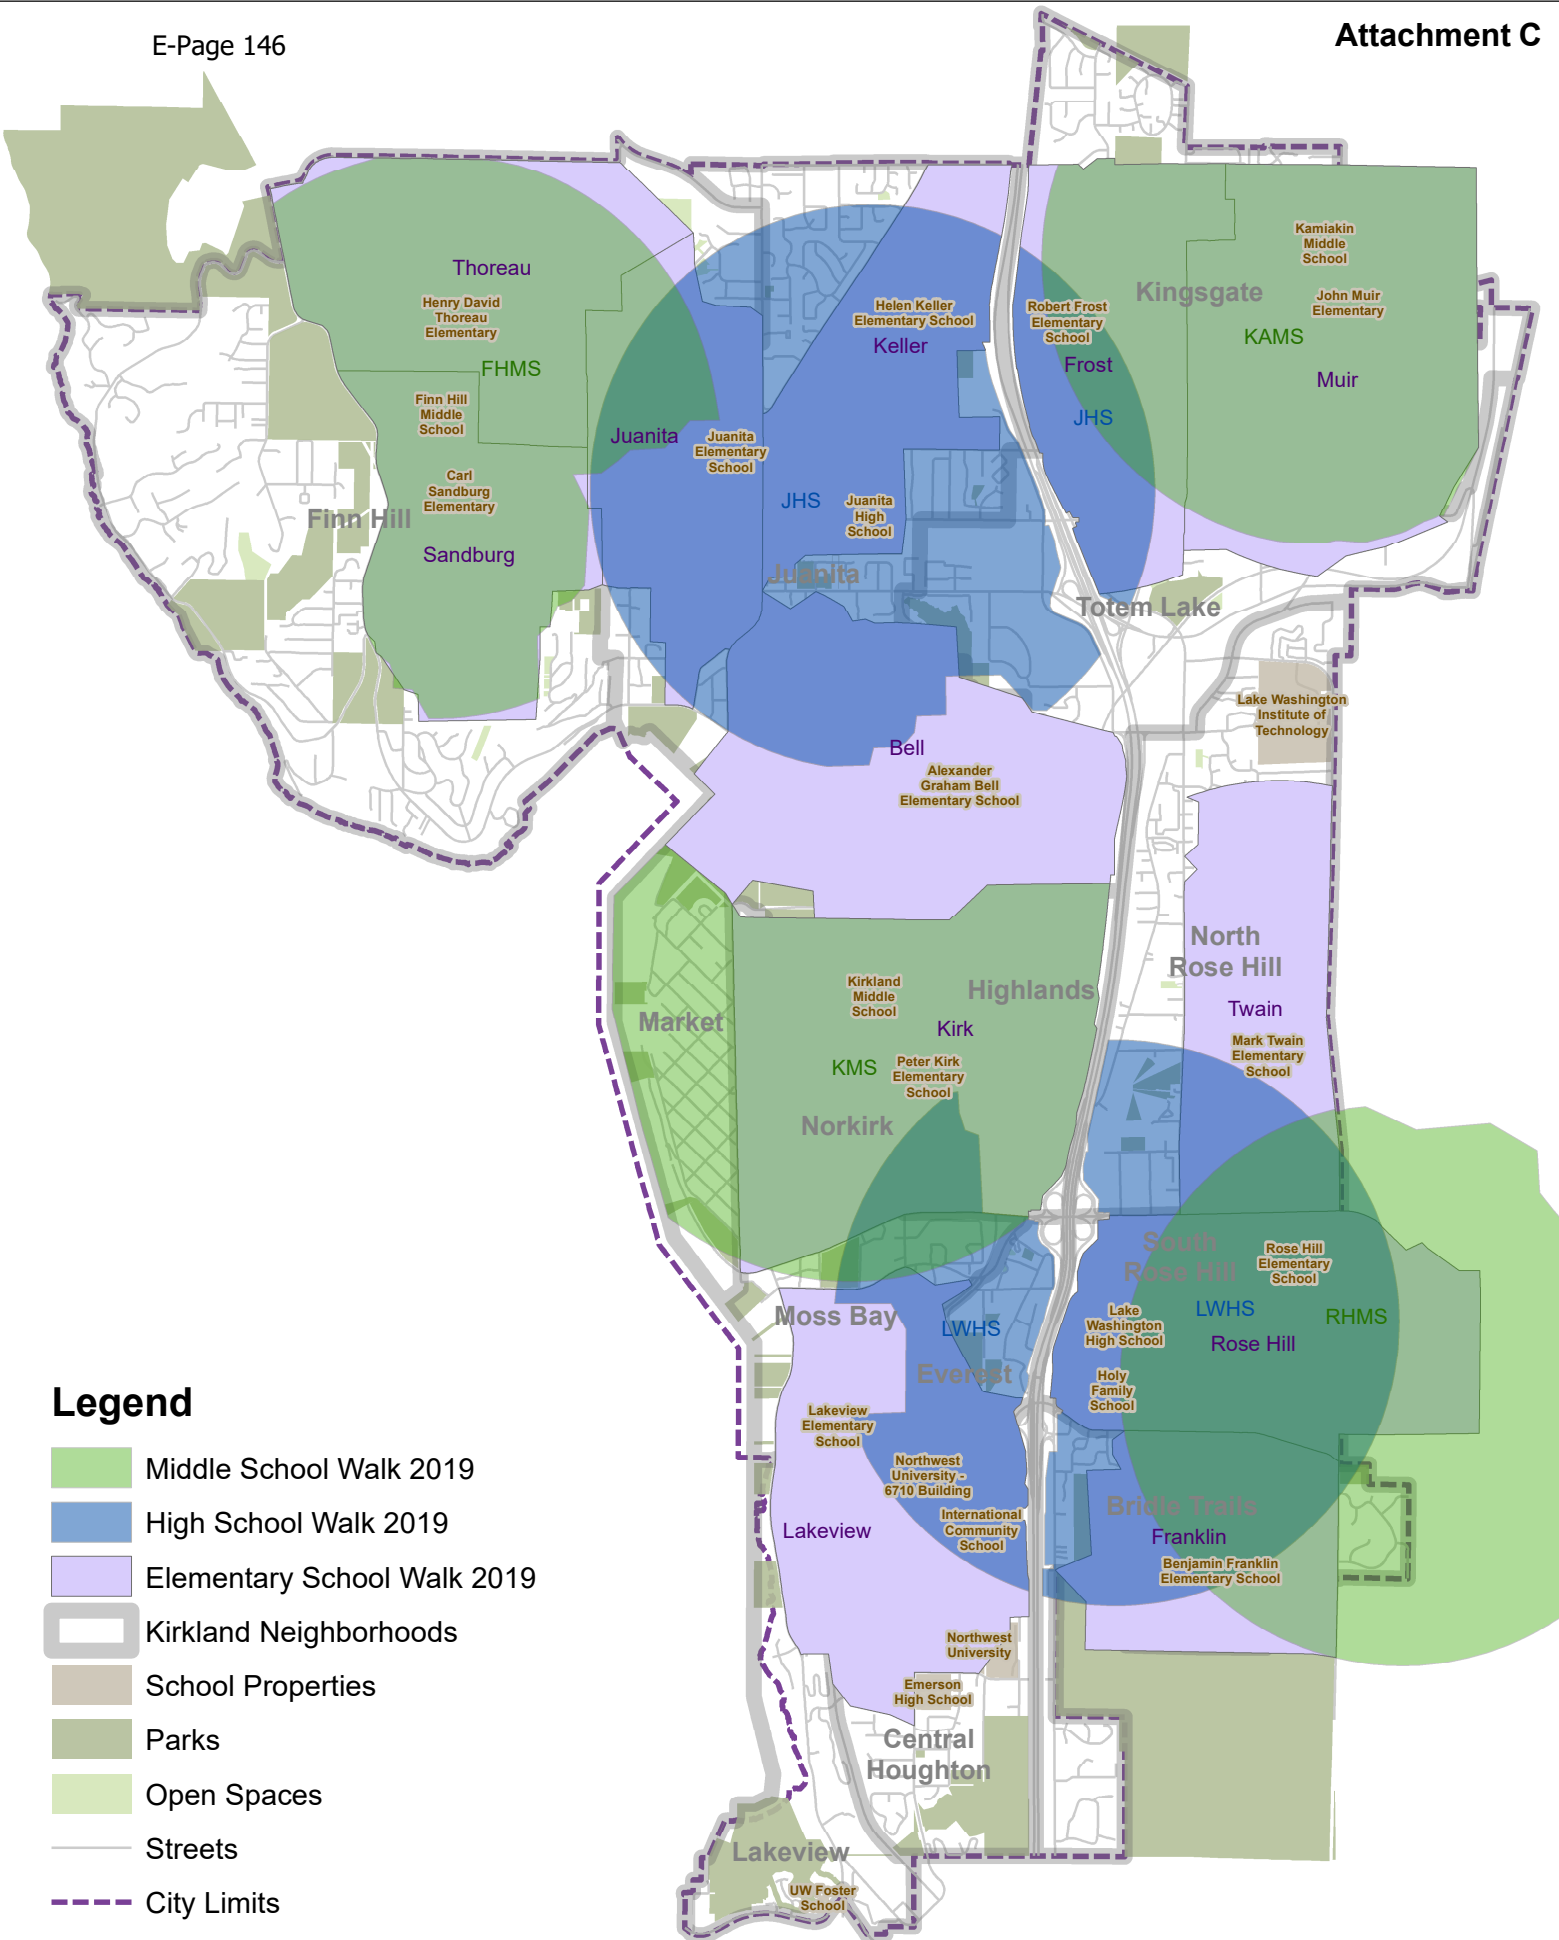 E-Page 146
Attachment C
Thoreau
Henry David
Thoreau
Elementary
FHMS
Finn Hill
Middle
School
Carl
Sandburg
Elementary
Finn Hill
Sandburg
Juanita
Juanita
Elementary
School
Helen Keller
Elementary School
Keller
JHS
Juanita
High
School
Juanita
Robert Frost
Elementary
School
Frost
JHS
Kingsgate
Kamiakin
Middle
School
John Muir
Elementary
KAMS
Muir
Totem Lake
Lake Washington
Institute of
Technology
Bell
Alexander
Graham Bell
Elementary School
North
Rose Hill
Twain
Mark Twain
Elementary
School
Market
Kirkland
Middle
School
Highlands
Kirk
KMS
Peter Kirk
Elementary
School
Norkirk
South
Rose Hill
Rose Hill
Elementary
School
Lake
Washington
High School
LWHS
RHMS
Rose Hill
Holy
Family
School
Moss Bay
LWHS
Everest
Lakeview
Elementary
School
Northwest
University -
6710 Building
International
Community
School
Lakeview
Bridle Trails
Franklin
Benjamin Franklin
Elementary School
Northwest
University
Emerson
High School
Central
Houghton
Lakeview
UW Foster
School
Legend
Middle School Walk 2019
High School Walk 2019
Elementary School Walk 2019
Kirkland Neighborhoods
School Properties
Parks
Open Spaces
Streets
City Limits